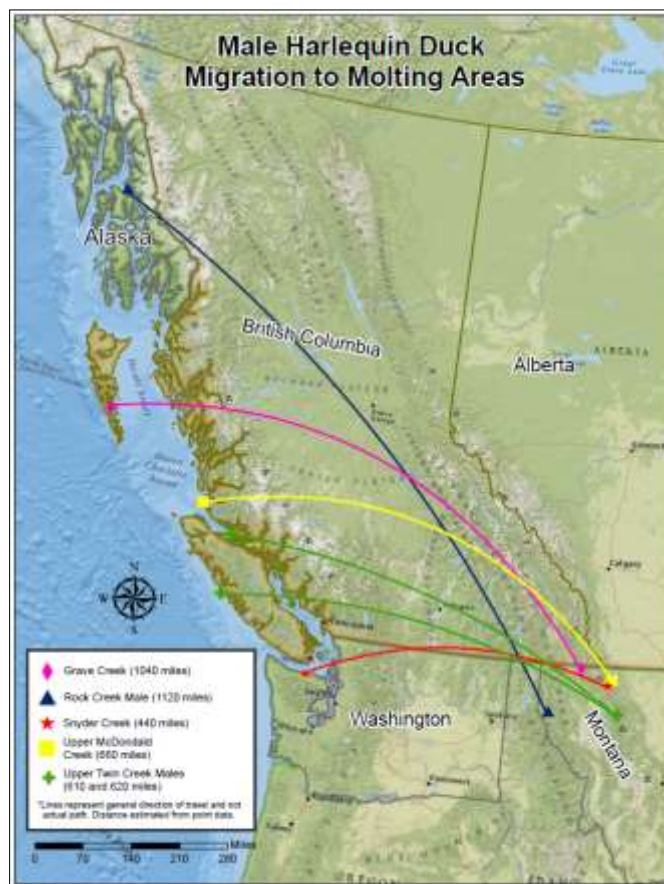 Male Harlequin Duck
Migration to Molting Areas
Alaska
British Columbia
Alberta
ALBERTA
Calgary
N
W
E
S
Washington
Montana
Grave Creek (1040 miles)
Rock Creek Male (1120 miles)
Snyder Creek (440 miles)
Upper McDondald
Creek (660 miles)
Upper Twin Creek Males
(610 and 620 miles)
*Lines represent general direction of travel and not
actual path. Distance estimated from point data.
Miles
0 70 140 210 280
IDAHO